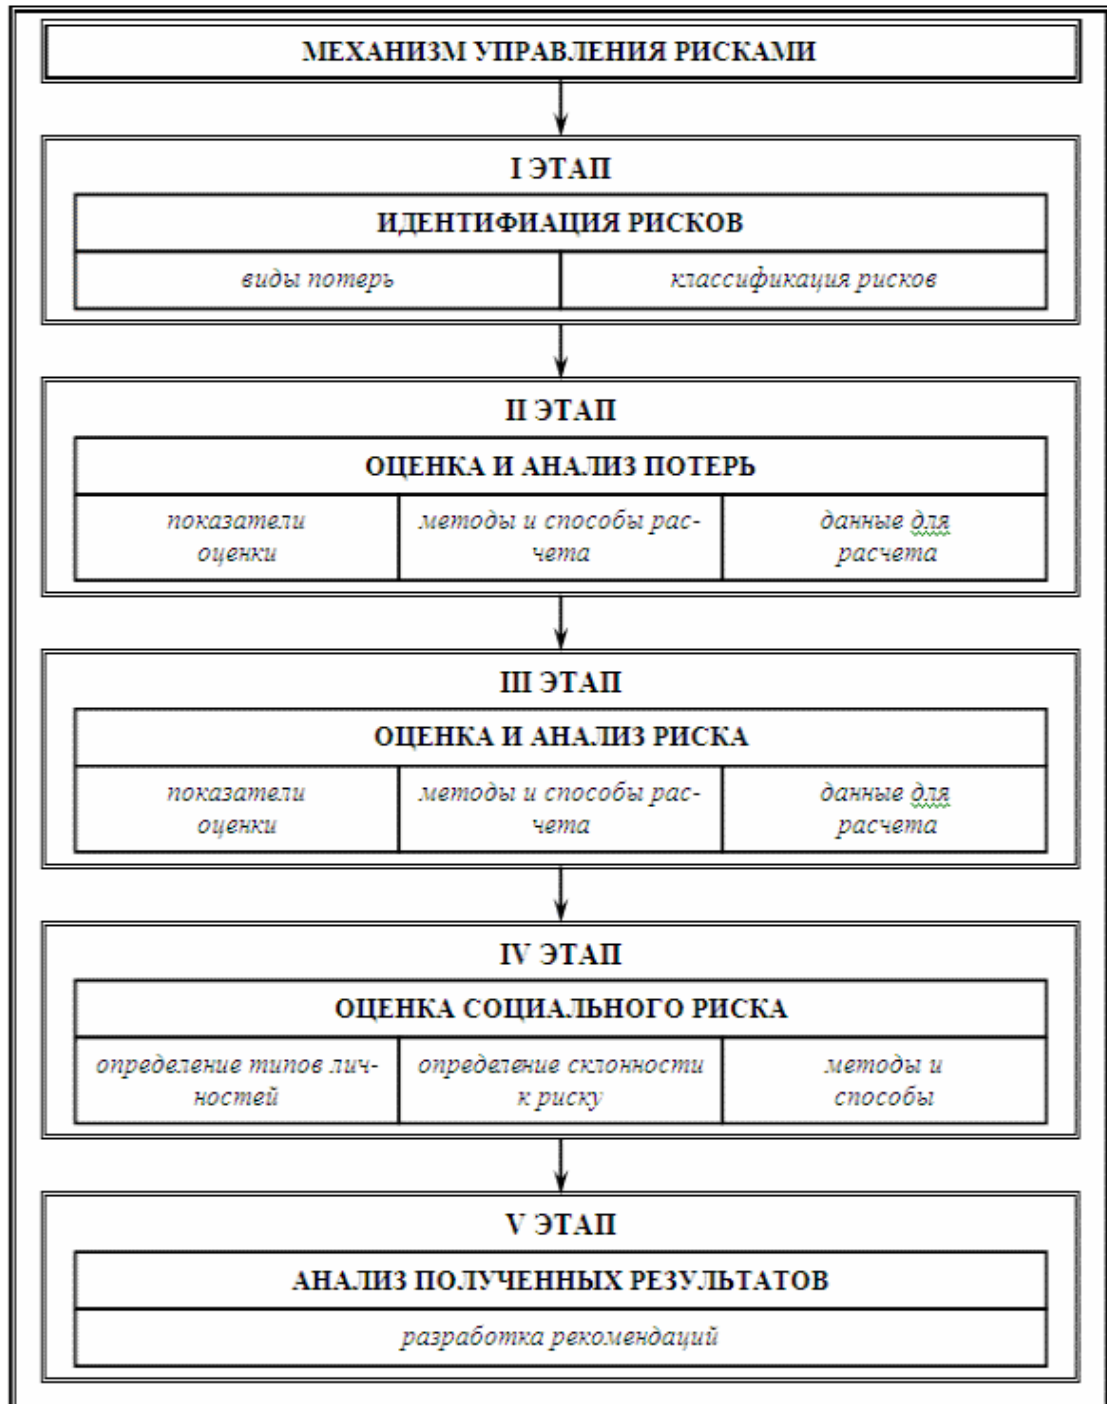 МЕХАНИЗМ УПРАВЛЕНИЯ РИСКАМИ
I ЭТАП
ИДЕНТИФИАЦИЯ РИСКОВ
виды потерь
классификация рисков
II ЭТАП
ОЦЕНКА И АНАЛИЗ ПОТЕРЬ
показатели
оценки
методы и способы рас-
чета
данные для
расчета
III ЭТАП
ОЦЕНКА И АНАЛИЗ РИСКА
показатели
оценки
методы и способы рас-
чета
данные для
расчета
IV ЭТАП
ОЦЕНКА СОЦИАЛЬНОГО РИСКА
определение типов лич-
ностей
определение склонности
к риску
методы и
способы
V ЭТАП
АНАЛИЗ ПОЛУЧЕННЫХ РЕЗУЛЬТАТОВ
разработка рекомендаций